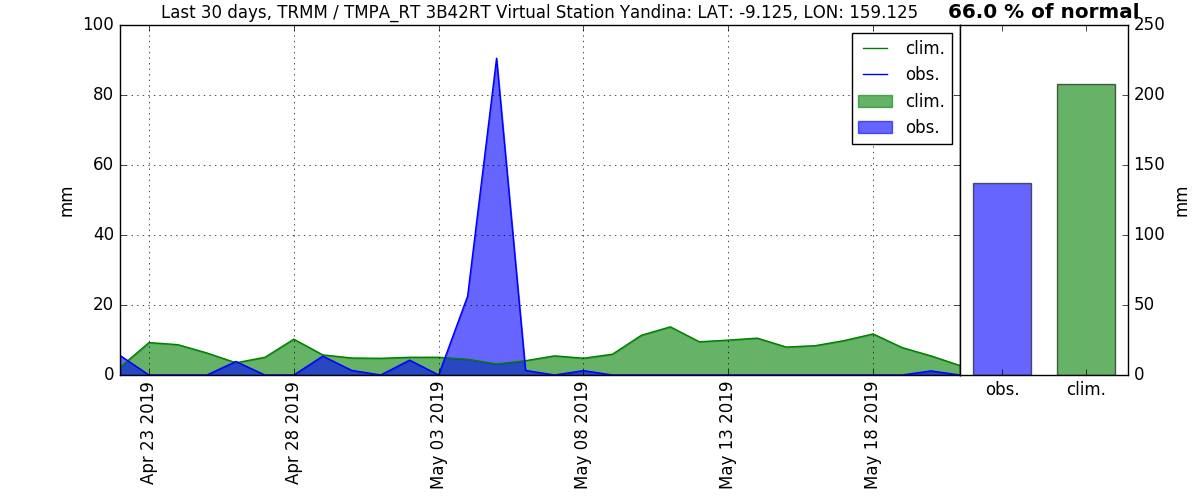 Last 30 days, TRMM / TMPA_RT 3B42RT Virtual Station Yandina: LAT: -9.125, LON: 159.125
66.0 % of normal
100
80
60
40
20
0
mm
clim.
obs.
clim.
obs.
250
200
150
100
50
0
mm
Apr 23 2019
Apr 28 2019
May 03 2019
May 08 2019
May 13 2019
May 18 2019
obs.
clim.